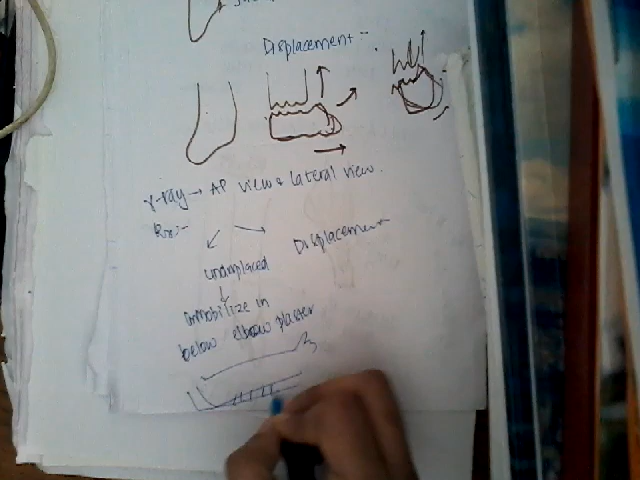 Displacement :-
X-ray → AP view & Lateral view.
Rx :-
undisplaced
Displacement
Immobilize in
below elbow plaster